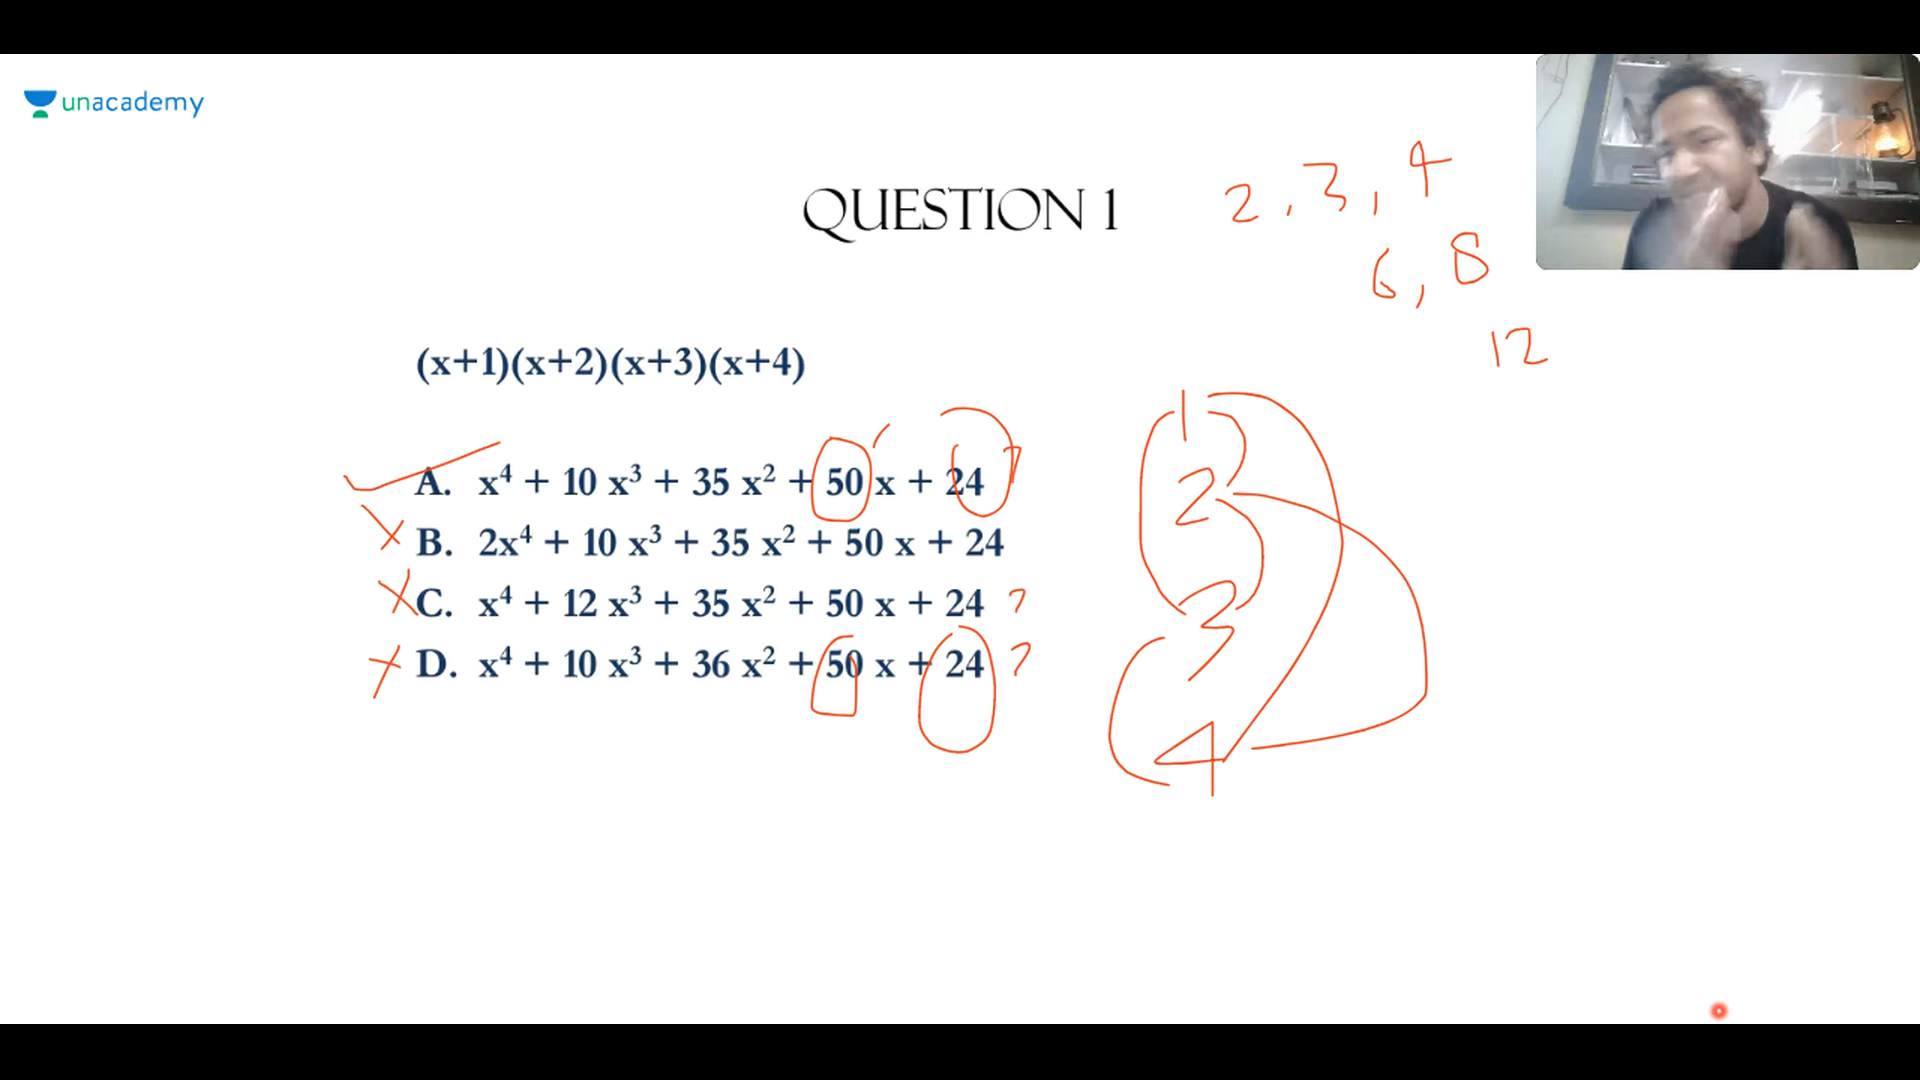 unacademy
QUESTION 1
2, 3, 4
6, 8
12
(x+1)(x+2)(x+3)(x+4)
A. x⁴ + 10 x³ + 35 x² + 50 x + 24 ?
B. 2x⁴ + 10 x³ + 35 x² + 50 x + 24
C. x⁴ + 12 x³ + 35 x² + 50 x + 24 ?
D. x⁴ + 10 x³ + 36 x² + 50 x + 24 ?
1
2
3
4